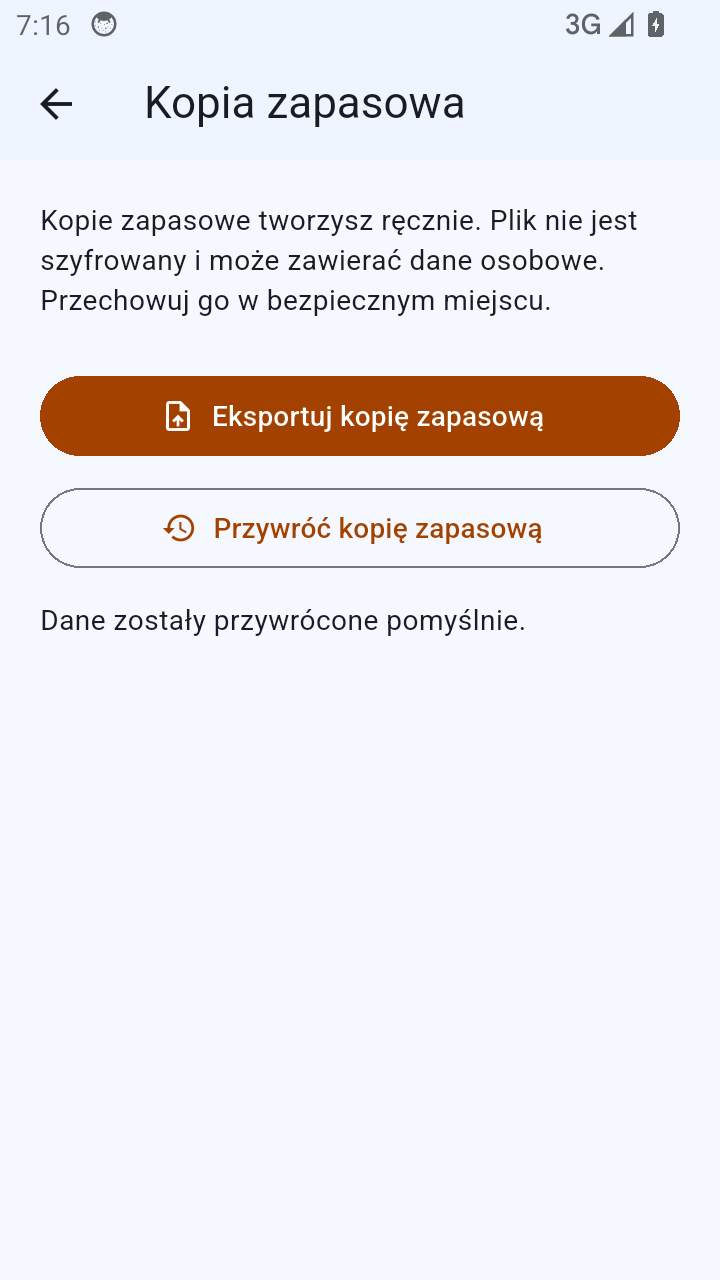 7:16
3G
Kopia zapasowa
Kopie zapasowe tworzysz ręcznie. Plik nie jest
szyfrowany i może zawierać dane osobowe.
Przechowuj go w bezpiecznym miejscu.
Eksportuj kopię zapasową
Przywróć kopię zapasową
Dane zostały przywrócone pomyślnie.